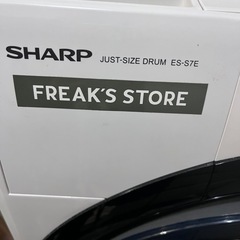 SHARP JUST-SIZE DRUM ES-S7E
FREAK'S STORE